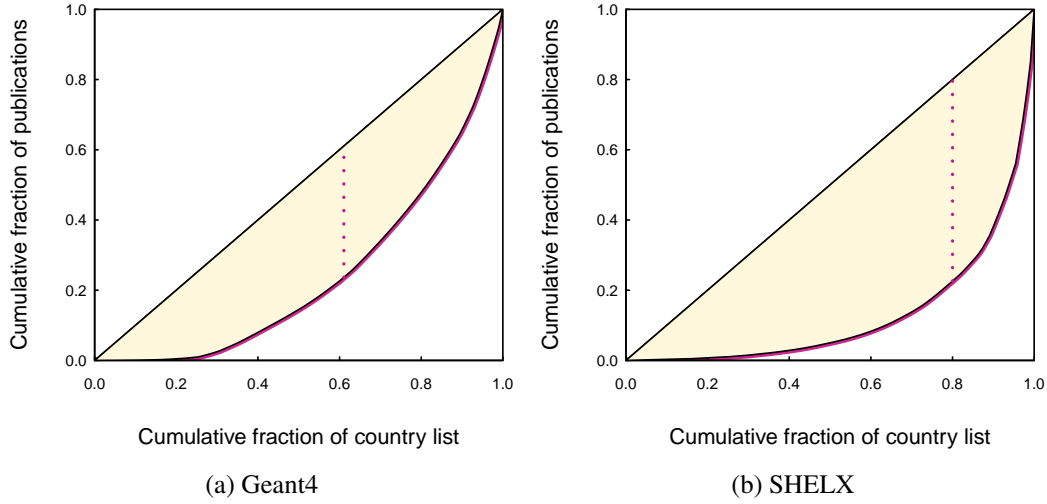 Cumulative fraction of publications
1.0
0.8
0.6
0.4
0.2
0.0
0.0 0.2 0.4 0.6 0.8 1.0
Cumulative fraction of country list
(a) Geant4
Cumulative fraction of publications
1.0
0.8
0.6
0.4
0.2
0.0
0.0 0.2 0.4 0.6 0.8 1.0
Cumulative fraction of country list
(b) SHELX